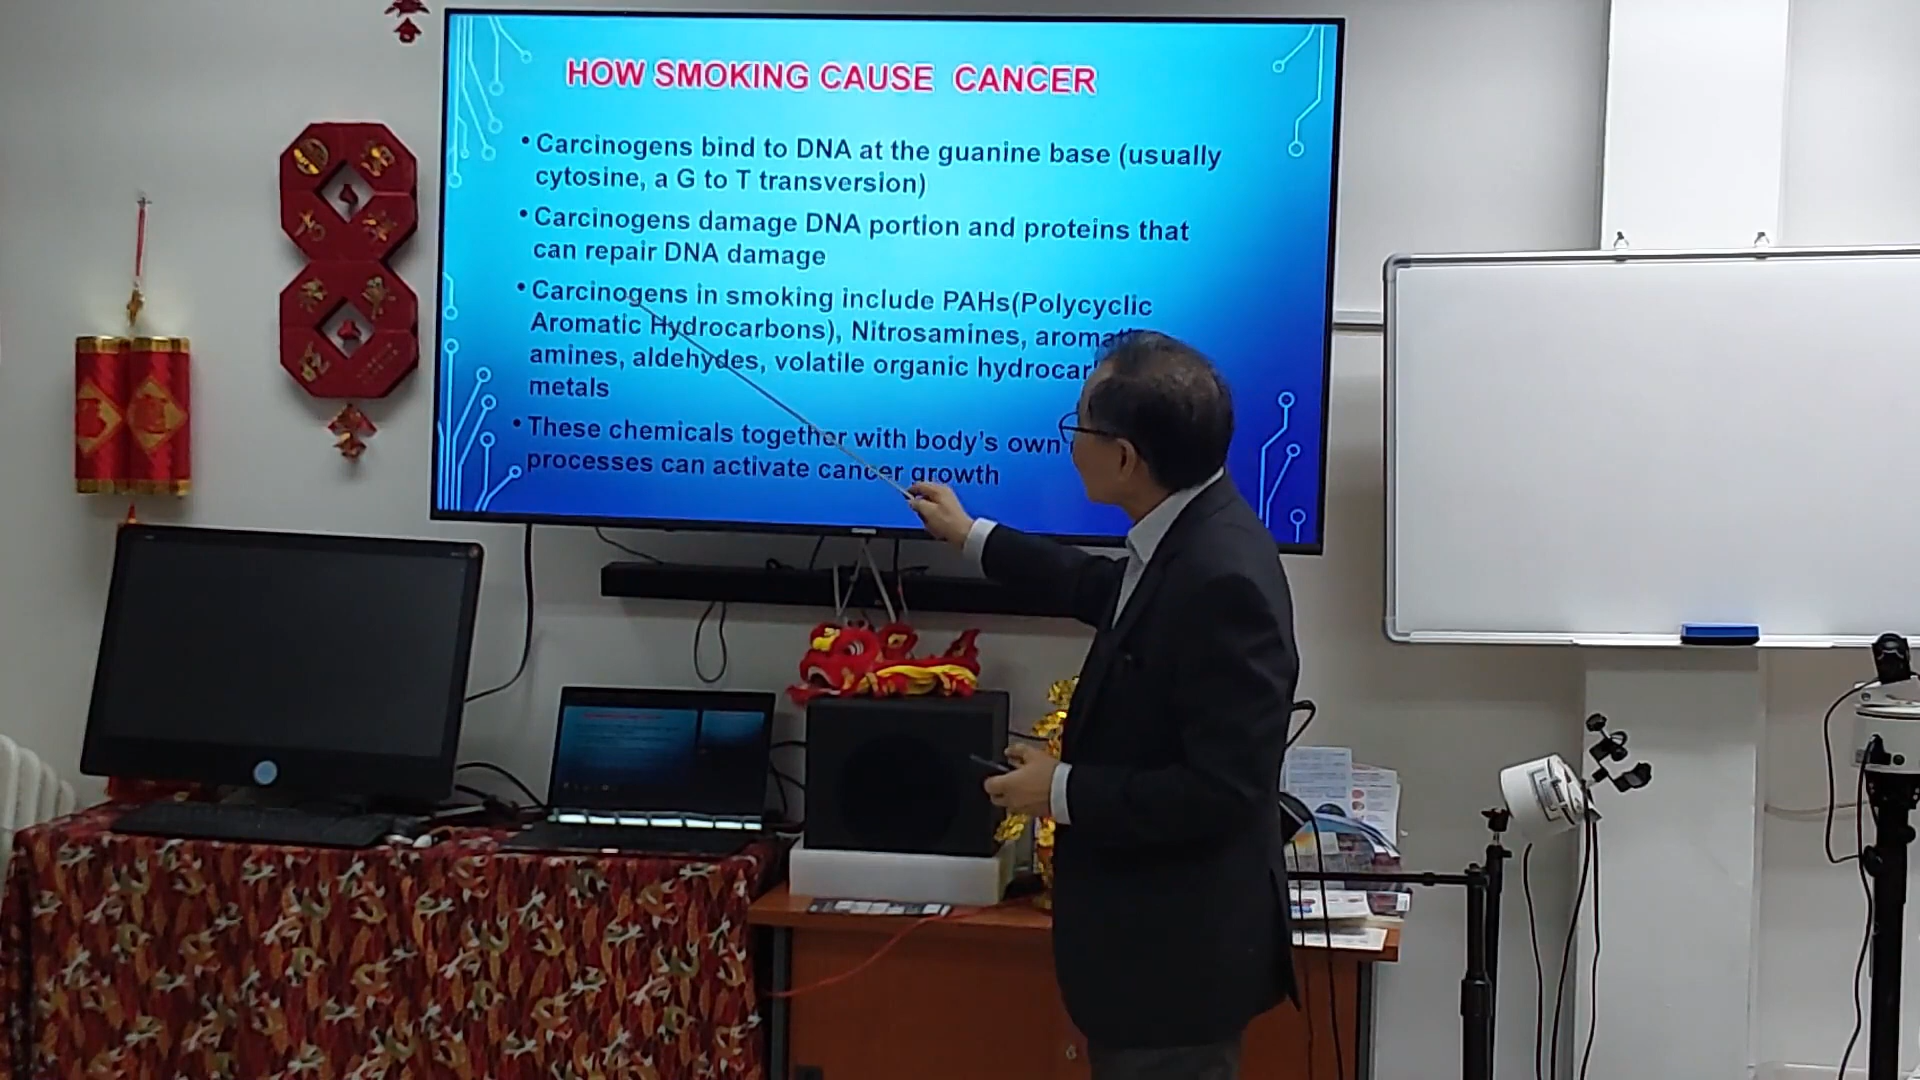 HOW SMOKING CAUSE CANCER
• Carcinogens bind to DNA at the guanine base (usually
cytosine, a G to T transversion)
• Carcinogens damage DNA portion and proteins that
can repair DNA damage
• Carcinogens in smoking include PAHs(Polycyclic
Aromatic Hydrocarbons), Nitrosamines,
amines, aldehydes, volatile organic
metals
• These chemicals together with body's own
processes can activate cancer growth